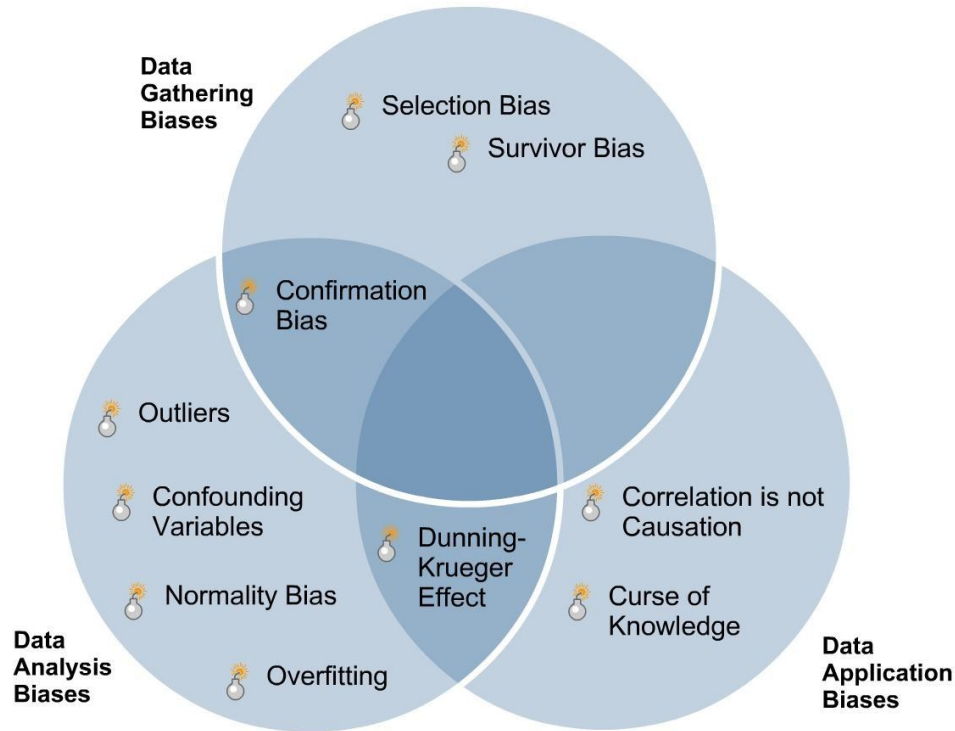 Data
Gathering
Biases
Selection Bias
Survivor Bias
Confirmation
Bias
Outliers
Confounding
Variables
Normality Bias
Overfitting
Dunning-
Krueger
Effect
Correlation is not
Causation
Curse of
Knowledge
Data
Analysis
Biases
Data
Application
Biases